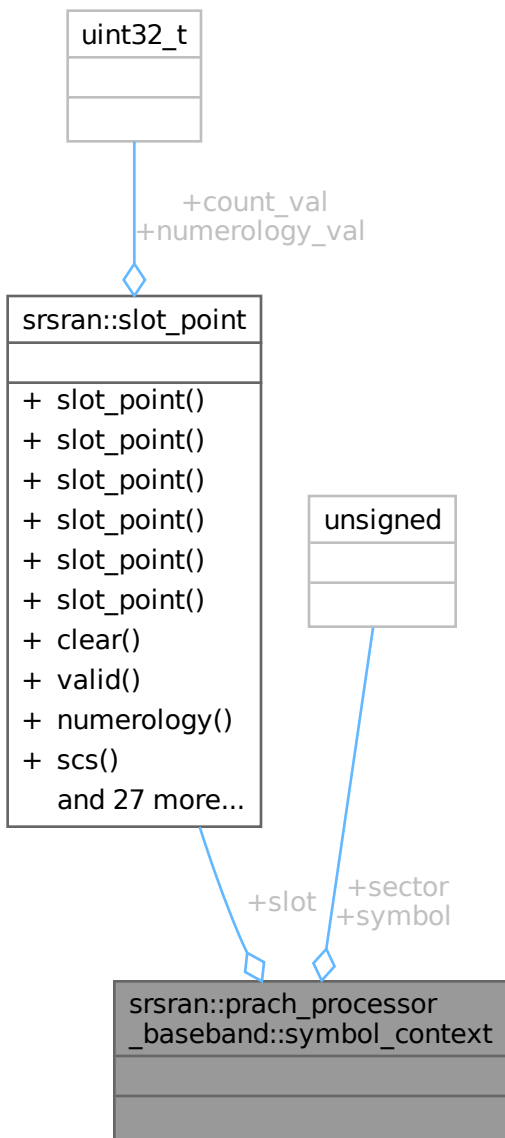 uint32_t
+count_val
+numerology_val
srsran::slot_point
+ slot_point()
+ slot_point()
+ slot_point()
+ slot_point()
+ slot_point()
+ slot_point()
+ clear()
+ valid()
+ numerology()
+ scs()
and 27 more...
unsigned
+slot
+sector
+symbol
srsran::prach_processor
_baseband::symbol_context